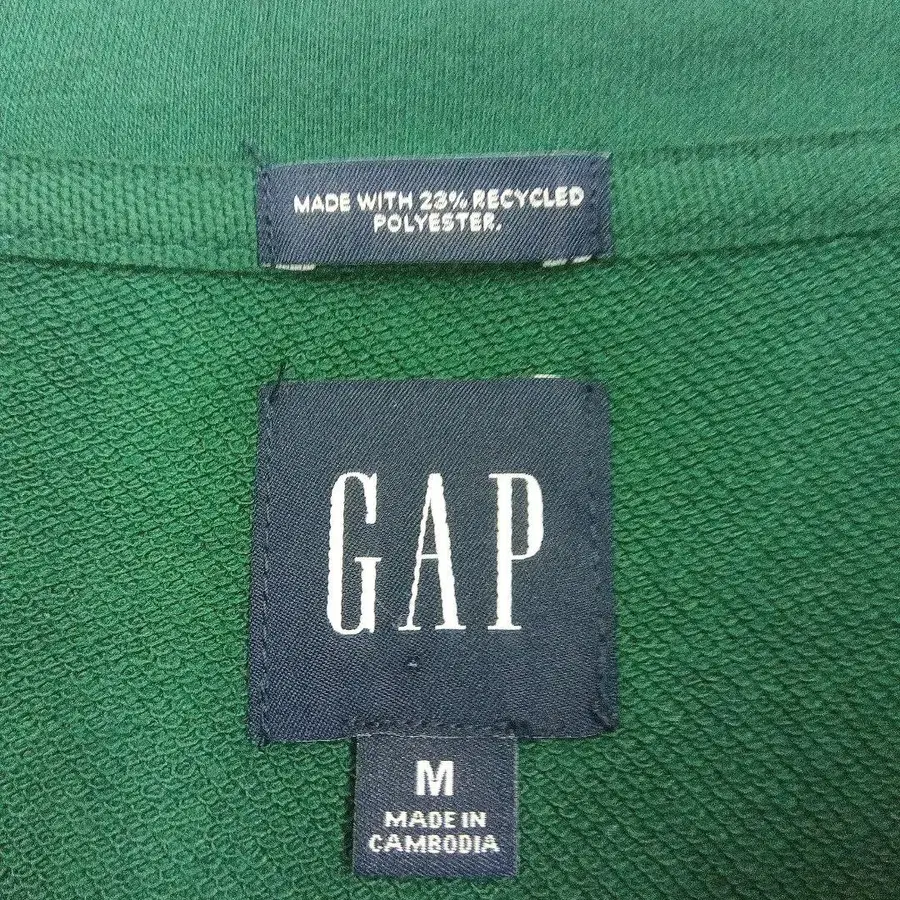 MADE WITH 23% RECYCLED
POLYESTER.
GAP
M
MADE IN
CAMBODIA